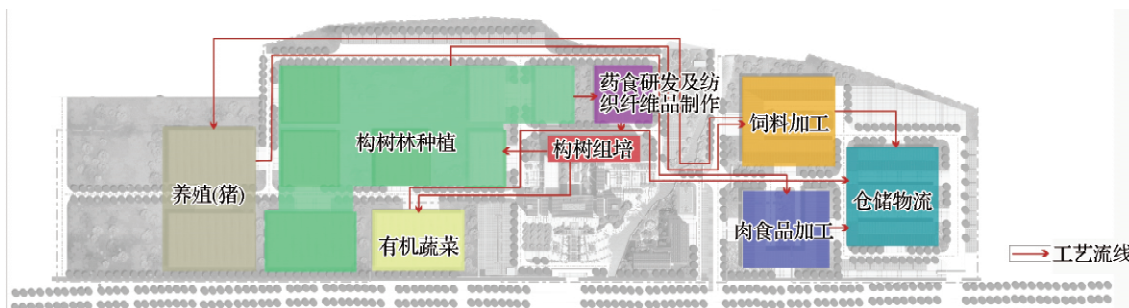 药食研发及纺
织纤维品制作
饲料加工
构树林种植
构树组培
养殖(猪)
仓储物流
有机蔬菜
肉食品加工
工艺流线